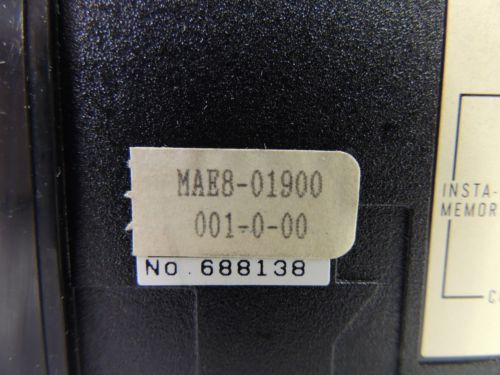 MAE8-01900
001-0-00
No. 688138
INSTA-
MEMOR